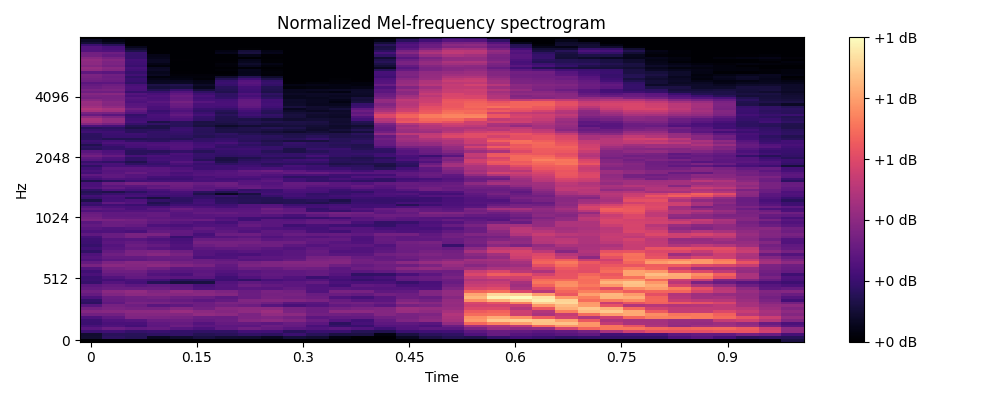 Normalized Mel-frequency spectrogram
Hz
4096
2048
1024
512
0
0 0.15 0.3 0.45 0.6 0.75 0.9
Time
+1 dB
+1 dB
+1 dB
+0 dB
+0 dB
+0 dB